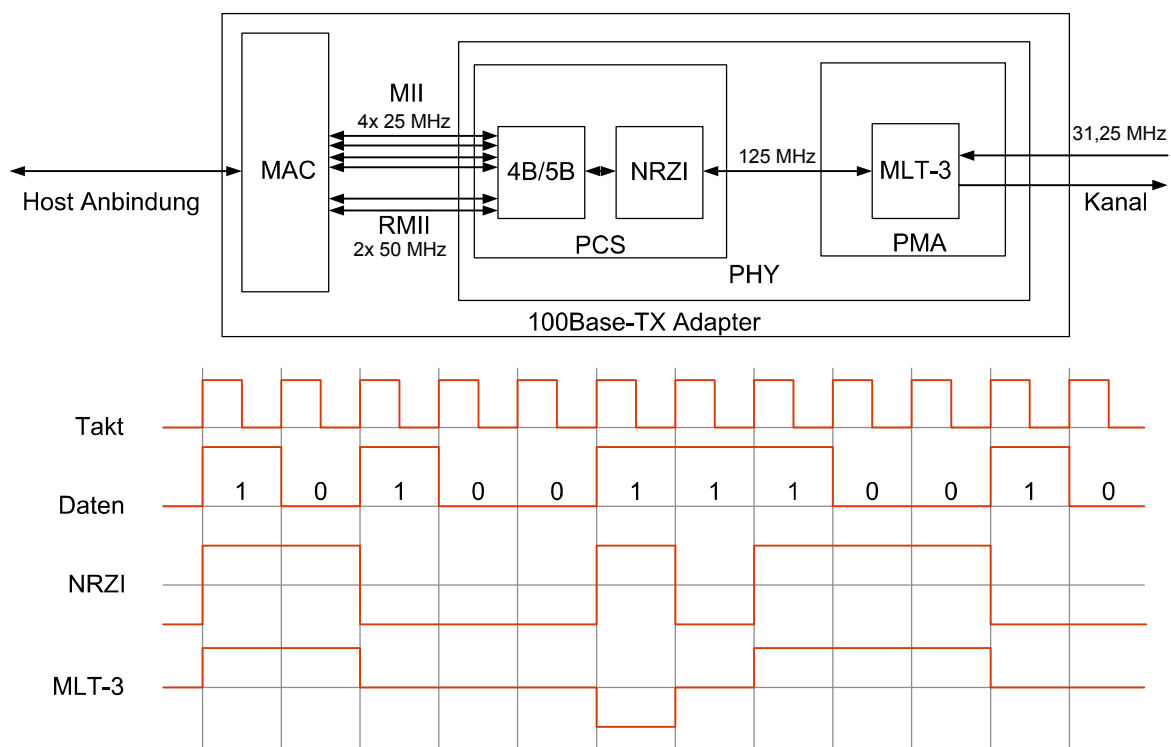 MII
4x 25 MHz
MAC
4B/5B
NRZI
125 MHz
MLT-3
31,25 MHz
Host Anbindung
Kanal
RMII
2x 50 MHz
PCS
PMA
PHY
100Base-TX Adapter
Takt
Daten
1 0 1 0 0 1 1 1 0 0 1 0
NRZI
MLT-3